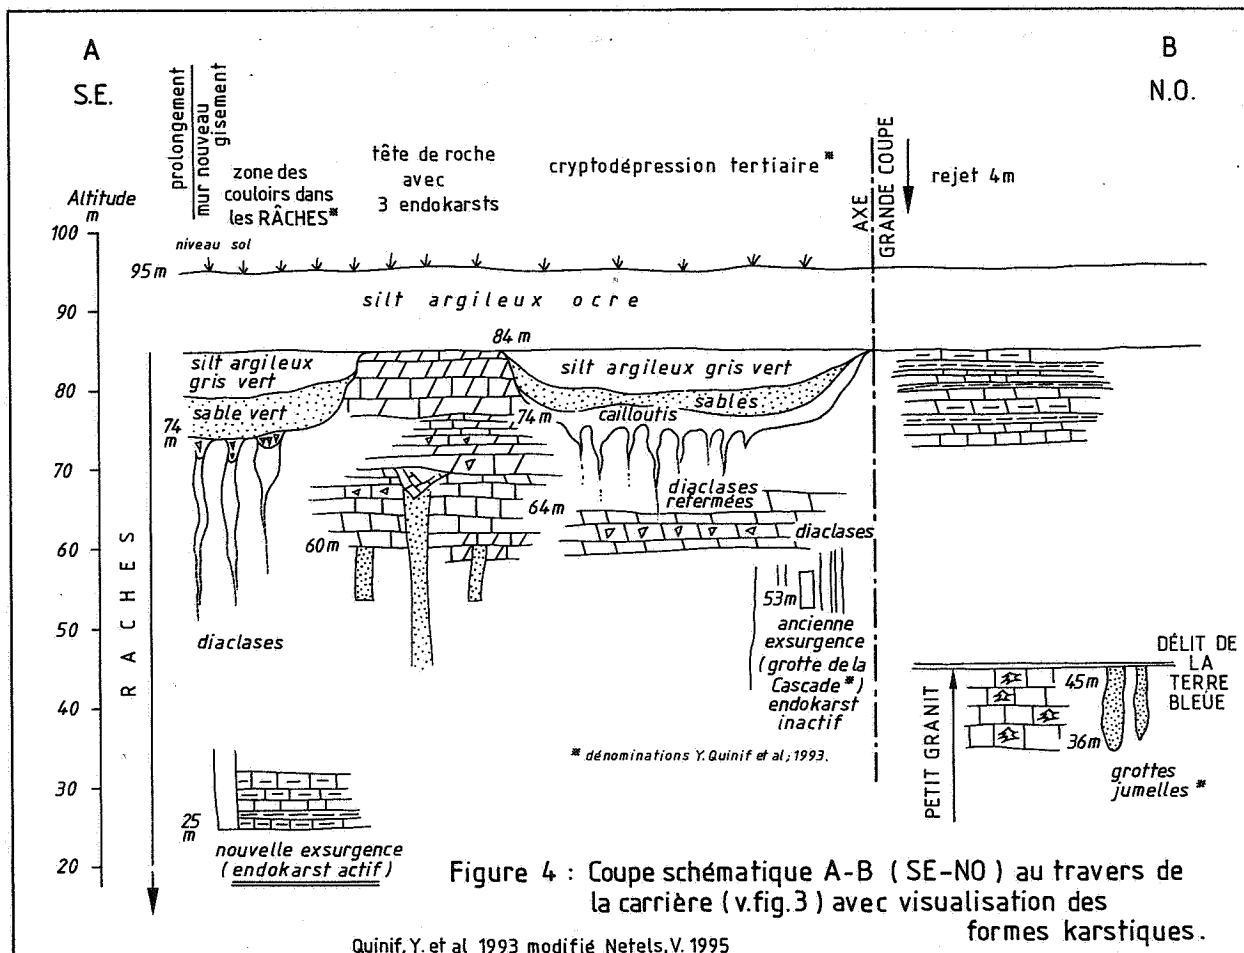 A
S.E.
B
N.O.
prolongement
mur nouveau
gisement
zone des
couloirs dans
les RÂCHES*
tête de roche
avec
3 endokarsts
cryptodépression tertiaire*
AXE
GRANDE COUPE
rejet 4m
Altitude
m
100
90
80
70
60
50
40
30
20
niveau sol
95m
silt argileux ocre
84m
silt argileux
gris vert
sable vert
74
m
silt argileux gris vert
sables
cailloutis
74m
diaclases
refermées
64m
60m
diaclases
diaclases
53m
ancienne
exsurgence
(grotte de la
Cascade*)
endokarst
inactif
RACHES
25
m
nouvelle exsurgence
(endokarst actif)
* dénominations Y. Quinif et al; 1993.
DÉLIT DE
LA
TERRE
BLEUE
45m
36m
PETIT GRANIT
grottes
jumelles*
Figure 4 : Coupe schématique A-B (SE-NO) au travers de
la carrière (v.fig.3) avec visualisation des
formes karstiques.
Quinif, Y. et al 1993 modifié Netels, V. 1995